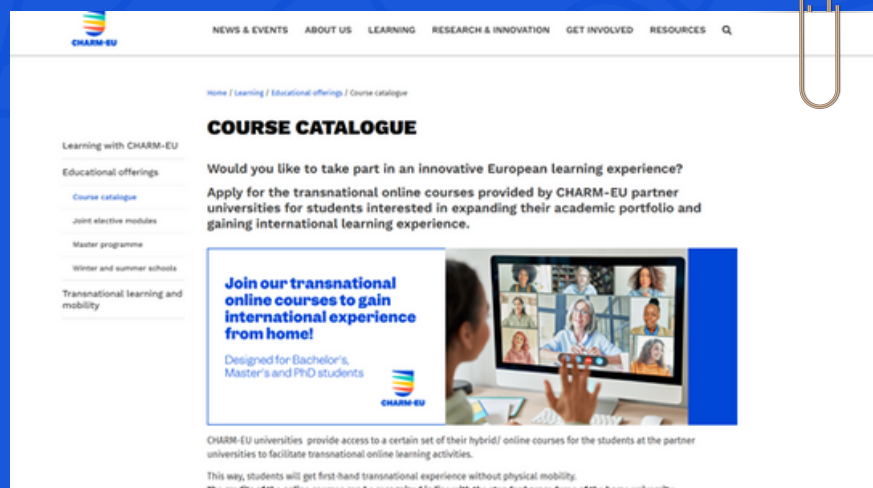 CHARM-EU
NEWS & EVENTS ABOUT US LEARNING RESEARCH & INNOVATION GET INVOLVED RESOURCES
Home / Learning / Educational offerings / Course catalogue
COURSE CATALOGUE
Learning with CHARM-EU
Educational offerings
Course catalogue
Joint elective modules
Master programme
Winter and summer schools
Transnational learning and
mobility
Would you like to take part in an innovative European learning experience?
Apply for the transnational online courses provided by CHARM-EU partner
universities for students interested in expanding their academic portfolio and
gaining international learning experience.
Join our transnational
online courses to gain
international experience
from home!
Designed for Bachelor's,
Master's and PhD students
CHARM-EU
CHARM-EU universities provide access to a certain set of their hybrid/ online courses for the students at the partner
universities to facilitate transnational online learning activities.
This way, students will get first-hand transnational experience without physical mobility.